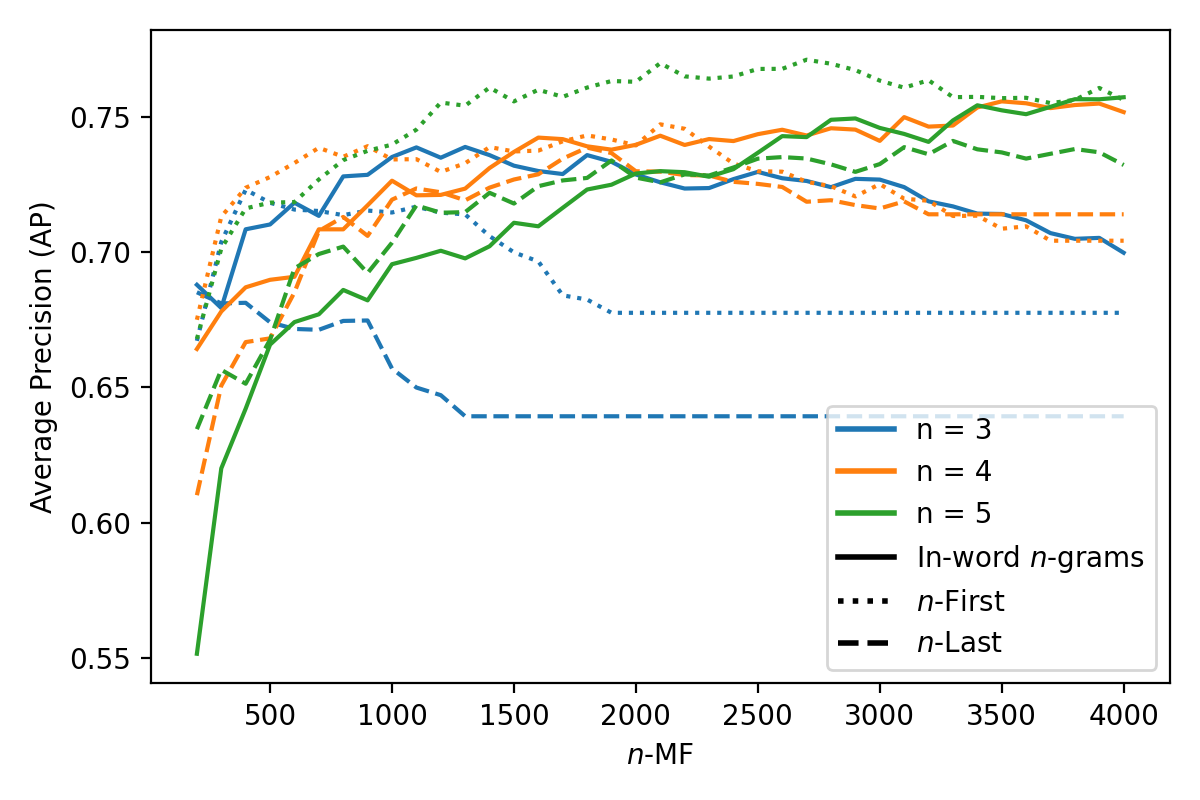 Average Precision (AP)
0.75
0.70
0.65
0.60
0.55
n = 3
n = 4
n = 5
In-word n-grams
n-First
n-Last
500 1000 1500 2000 2500 3000 3500 4000
n-MF